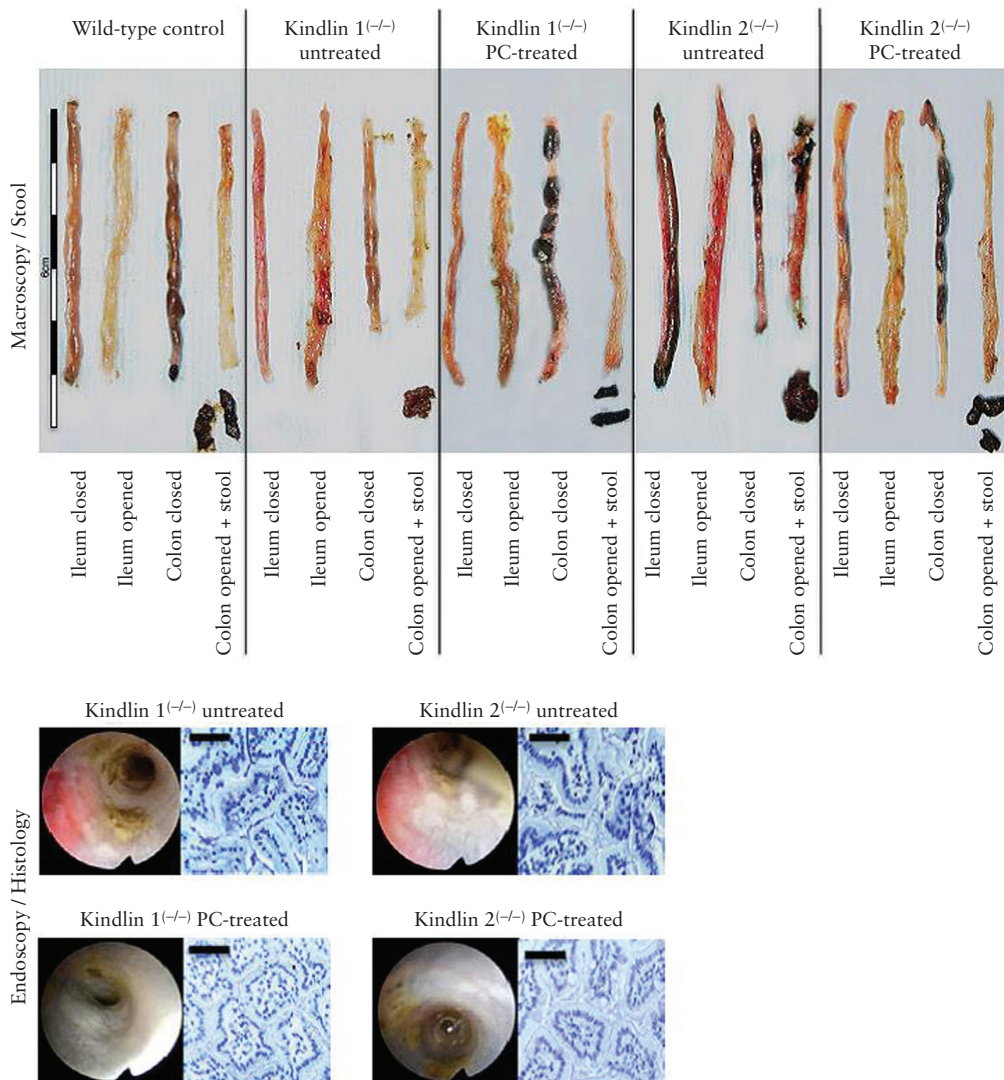 Wild-type control
Kindlin 1(−/−)
untreated
Kindlin 1(−/−)
PC-treated
Kindlin 2(−/−)
untreated
Kindlin 2(−/−)
PC-treated
Macroscopy / Stool
6cm
Ileum closed
Ileum opened
Colon closed
Colon opened + stool
Ileum closed
Ileum opened
Colon closed
Colon opened + stool
Ileum closed
Ileum opened
Colon closed
Colon opened + stool
Ileum closed
Ileum opened
Colon closed
Colon opened + stool
Ileum closed
Ileum opened
Colon closed
Colon opened + stool
Endoscopy / Histology
Kindlin 1(−/−) untreated
Kindlin 2(−/−) untreated
Kindlin 1(−/−) PC-treated
Kindlin 2(−/−) PC-treated